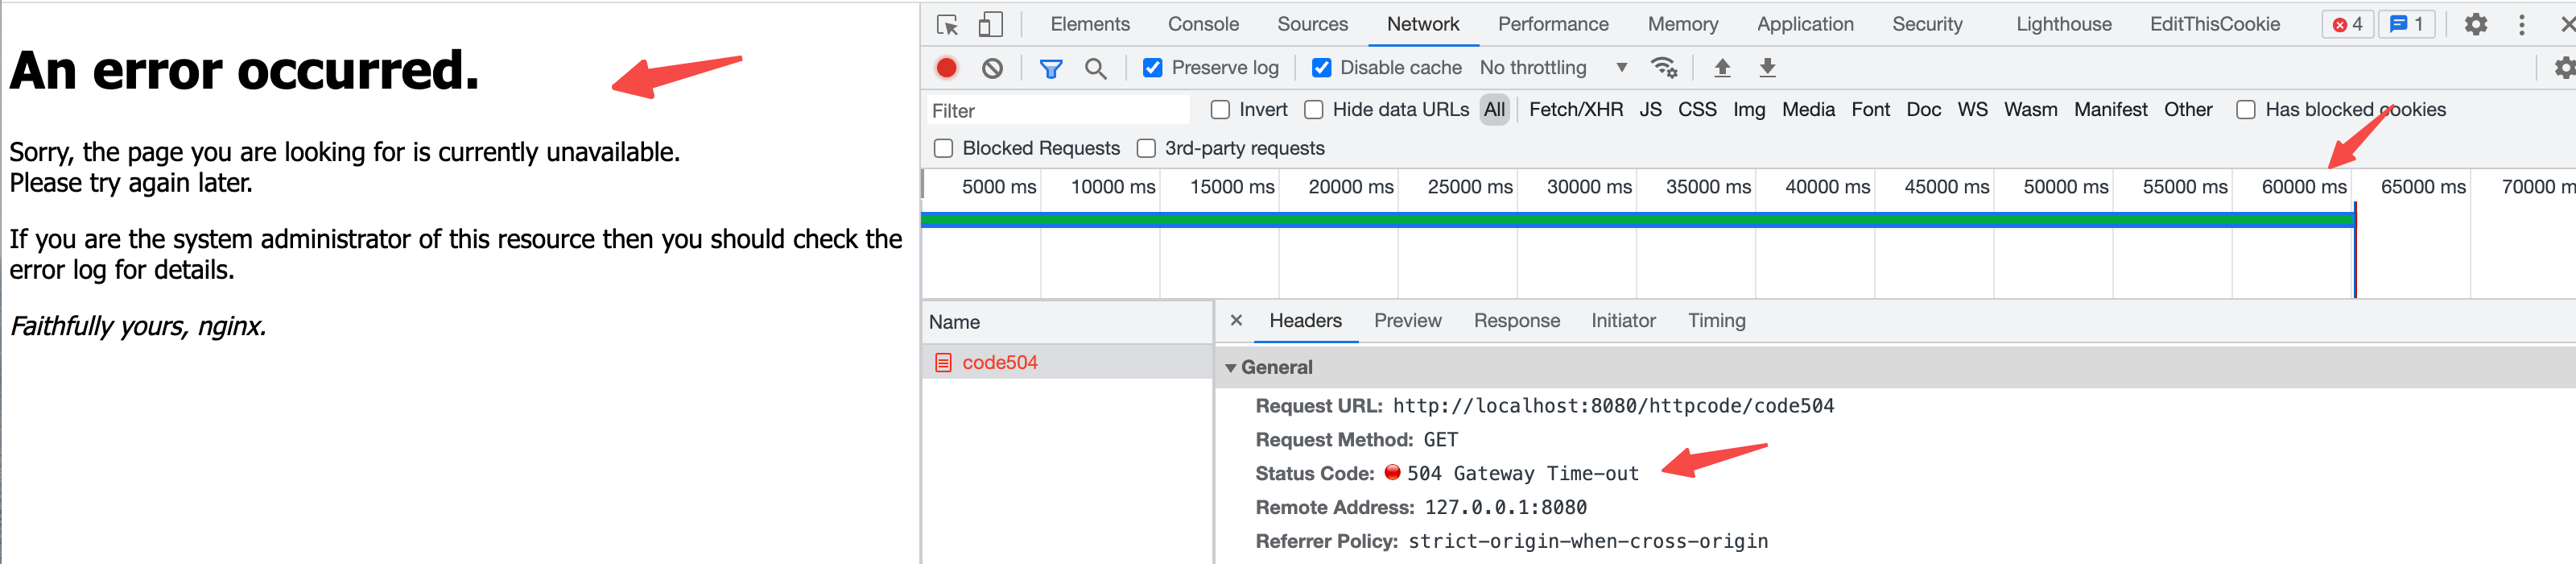 An error occurred.
Sorry, the page you are looking for is currently unavailable.
Please try again later.
If you are the system administrator of this resource then you should check the
error log for details.
Faithfully yours, nginx.
Elements Console Sources Network Performance Memory Application Security Lighthouse EditThisCookie 4 1
Preserve log Disable cache No throttling
Filter Invert Hide data URLs All Fetch/XHR JS CSS Img Media Font Doc WS Wasm Manifest Other Has blocked cookies
Blocked Requests 3rd-party requests
5000 ms 10000 ms 15000 ms 20000 ms 25000 ms 30000 ms 35000 ms 40000 ms 45000 ms 50000 ms 55000 ms 60000 ms 65000 ms 70000 m
Name
code504
× Headers Preview Response Initiator Timing
General
Request URL: http://localhost:8080/httpcode/code504
Request Method: GET
Status Code: 504 Gateway Time-out
Remote Address: 127.0.0.1:8080
Referrer Policy: strict-origin-when-cross-origin